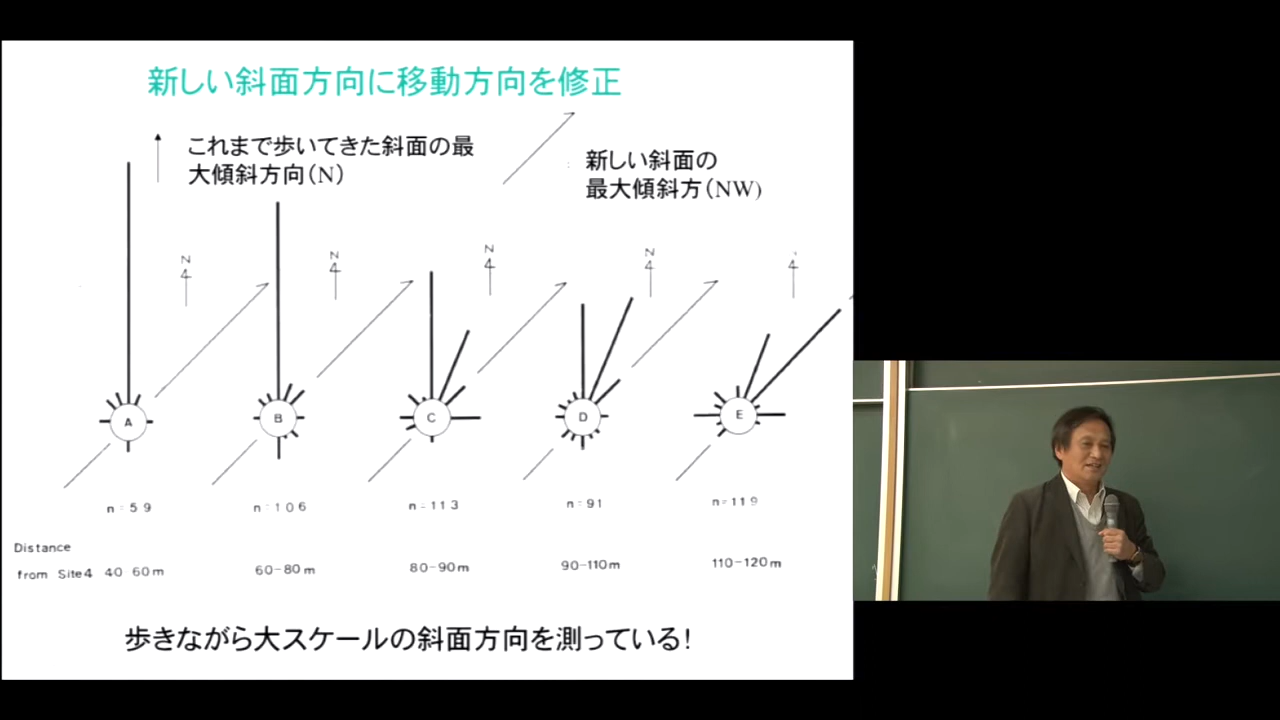 新しい斜面方向に移動方向を修正
これまで歩いてきた斜面の最
大傾斜方向(N)
新しい斜面の
最大傾斜方(NW)
N
N
N
N
A
B
C
D
E
n=59
n=106
n=113
n=91
n=119
Distance
from Site4 40 60m
60-80m
80-90m
90-110m
110-120m
歩きながら大スケールの斜面方向を測っている!